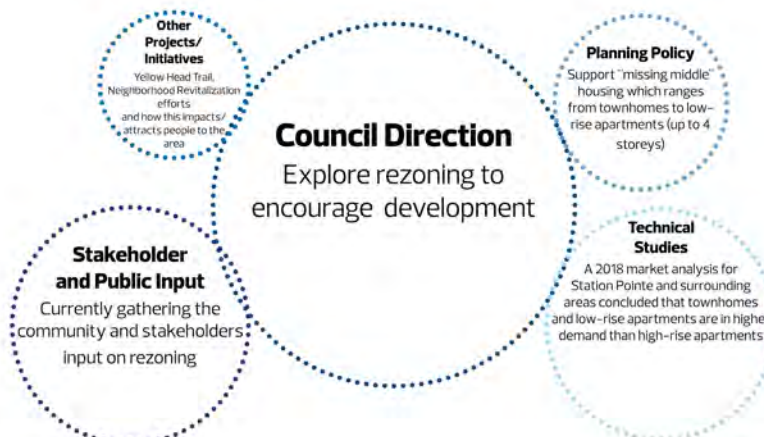 Other
Projects/
Initiatives
Yellow Head Trail,
Neighborhood Revitalization
efforts
and how this impacts/
attracts people to the
area
Council Direction
Explore rezoning to
encourage development
Planning Policy
Support "missing middle"
housing which ranges
from townhomes to low-
rise apartments (up to 4
storeys)
Stakeholder
and Public Input
Currently gathering the
community and stakeholders
input on rezoning
Technical
Studies
A 2018 market analysis for
Station Pointe and surrounding
areas concluded that townhomes
and low-rise apartments are in higher
demand than high-rise apartments